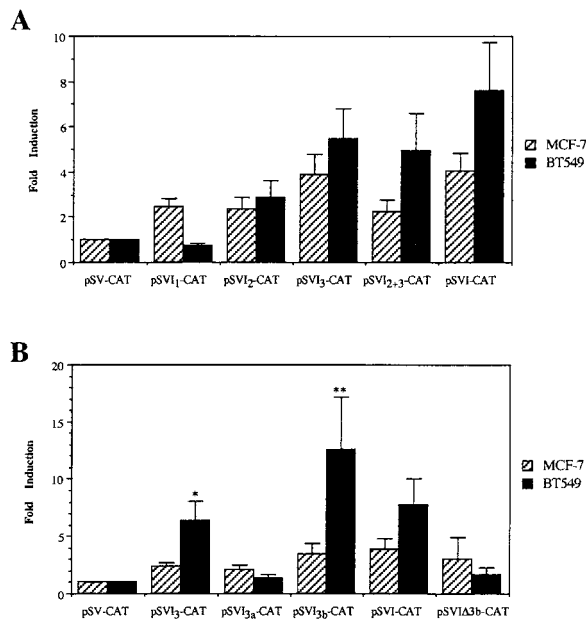 A
10
8
6
4
2
0
Fold Induction
MCF-7
BT549
pSV-CAT pSVI1-CAT pSVI2-CAT pSVI3-CAT pSVI2+3-CAT pSVI-CAT
B
20
15
10
5
0
Fold Induction
*
**
MCF-7
BT549
pSV-CAT pSVI3-CAT pSVI3a-CAT pSVI3b-CAT pSVI-CAT pSVIΔ3b-CAT